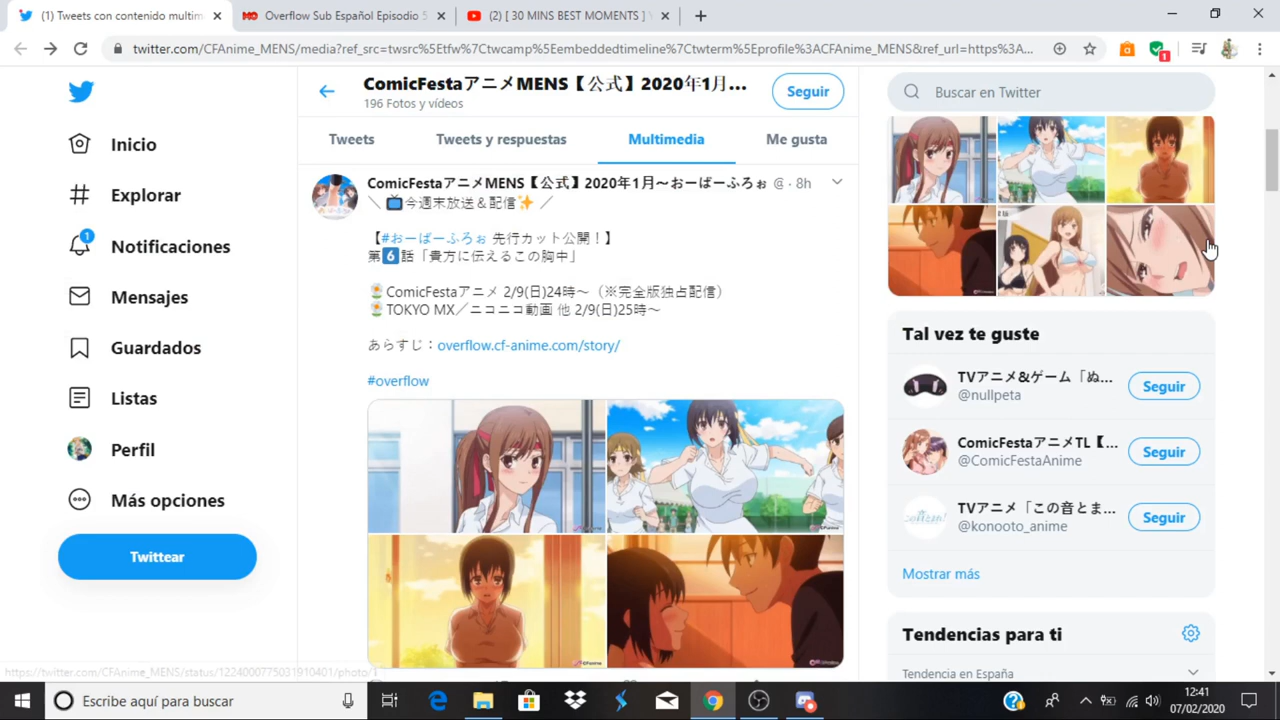 (1) Tweets con contenido multim
Overflow Sub Español Episodio 5
(2) [ 30 MINS BEST MOMENTS ]
twitter.com/CFAnime_MENS/media?ref_src=twsrc%5Etfw%7Ctwcamp%5Eembeddedtimeline%7Ctwterm%5Eprofile%3ACFAnime_MENS&ref_url=https%3A...
Inicio
Explorar
1
Notificaciones
Mensajes
Guardados
Listas
Perfil
Más opciones
Twittear
ComicFestaアニメMENS【公式】2020年1月...
196 Fotos y vídeos
Seguir
Tweets
Tweets y respuestas
Multimedia
Me gusta
ComicFestaアニメMENS【公式】2020年1月〜おーばーふろぉ @ · 8h
＼ 📺今週末放送＆配信✨ ／
【#おーばーふろぉ 先行カット公開！】
第6️⃣話「貴方に伝えるこの胸中」
🌼ComicFestaアニメ 2/9(日)24時〜（※完全版独占配信）
🌼TOKYO MX／ニコニコ動画 他 2/9(日)25時〜
あらすじ：overflow.cf-anime.com/story/
#overflow
Buscar en Twitter
Tal vez te guste
TVアニメ&ゲーム「ぬ...
@nullpeta
Seguir
ComicFestaアニメTL【...
@ComicFestaAnime
Seguir
TVアニメ「この音とま...
@konooto_anime
Seguir
Mostrar más
Tendencias para ti
Tendencia en España
https://twitter.com/CFAnime_MENS/status/1224000775031910401/photo/1
Escribe aquí para buscar
12:41
07/02/2020